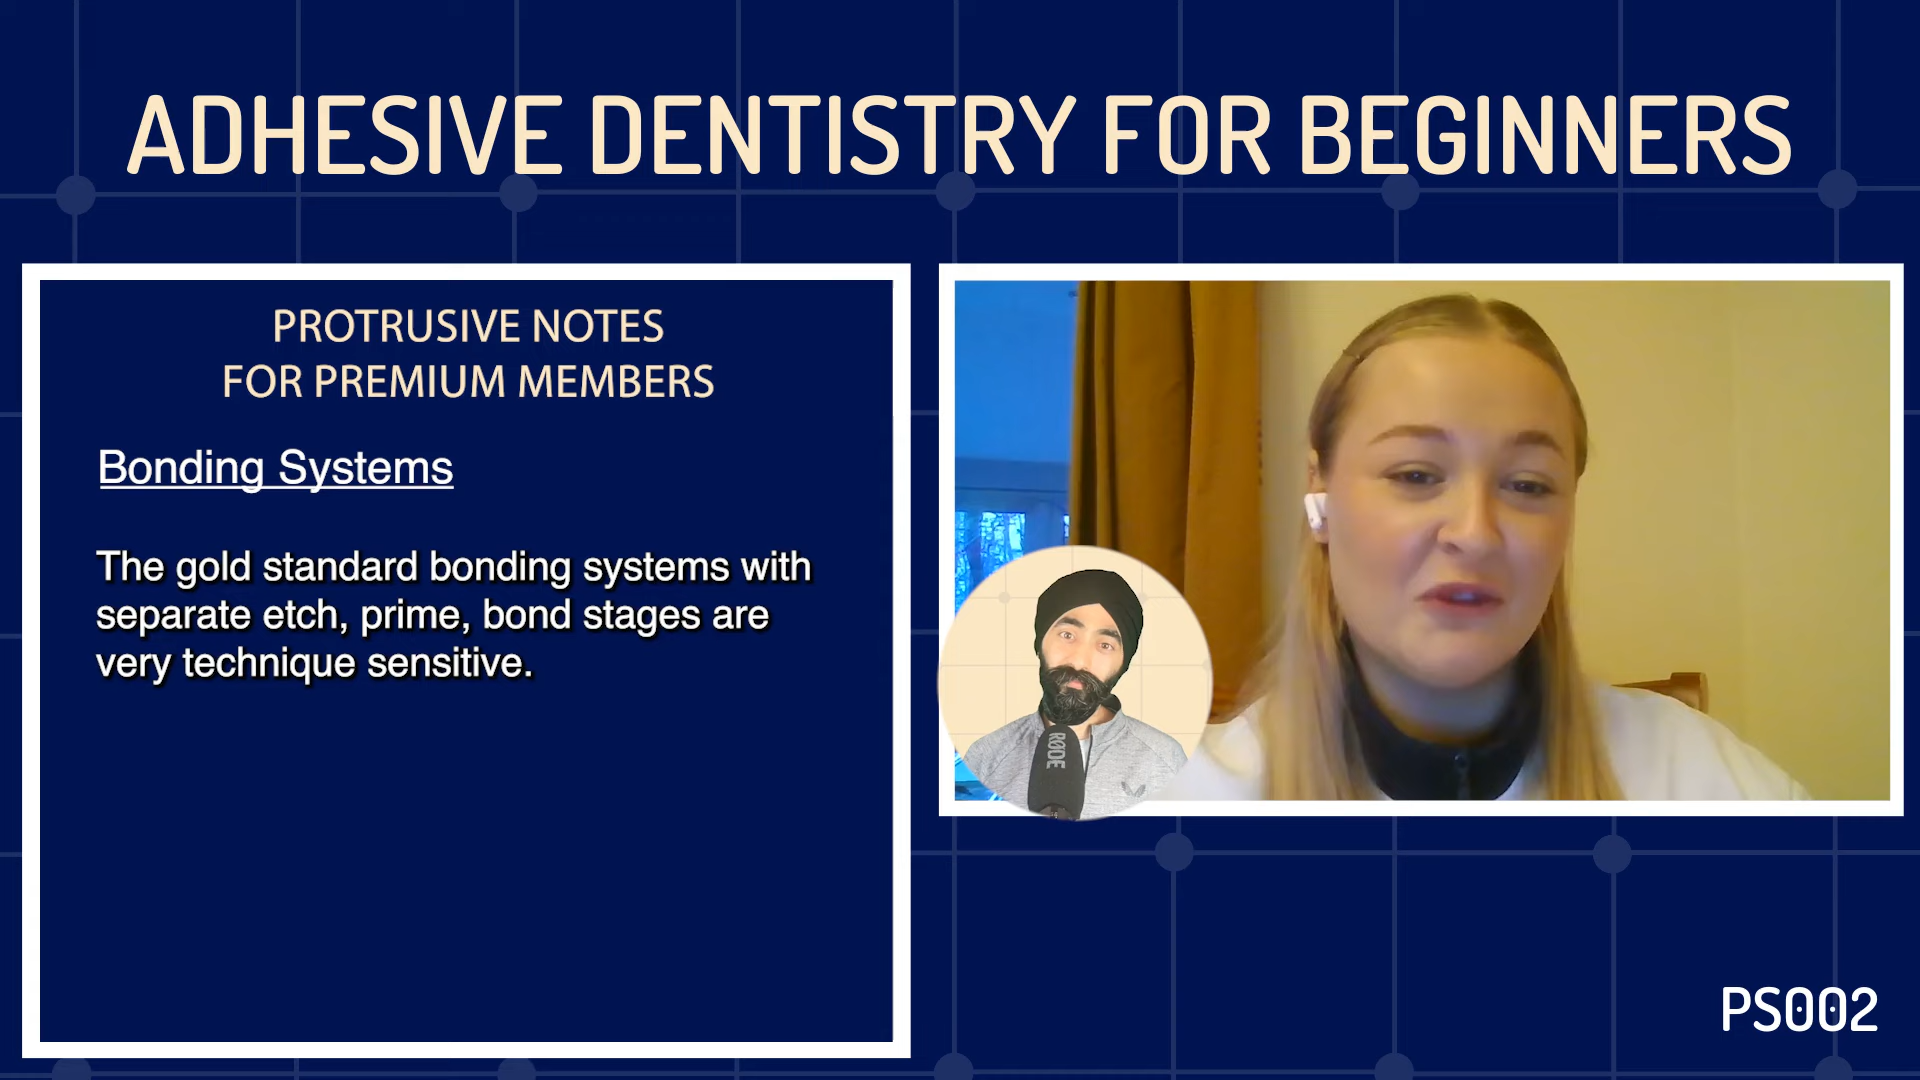 ADHESIVE DENTISTRY FOR BEGINNERS
PROTRUSIVE NOTES
FOR PREMIUM MEMBERS
Bonding Systems
The gold standard bonding systems with
separate etch, prime, bond stages are
very technique sensitive.
RØDE
PS002